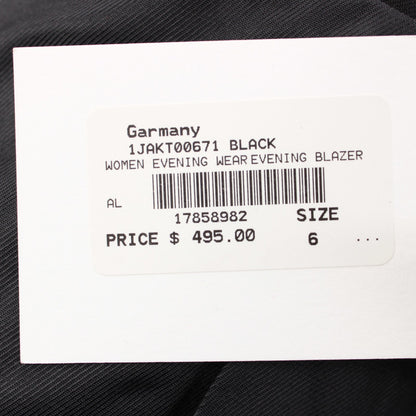 Garmany
1JAKT00671 BLACK
WOMEN EVENING WEAR EVENING BLAZER
AL
17858982 SIZE
PRICE $ 495.00 6 ...